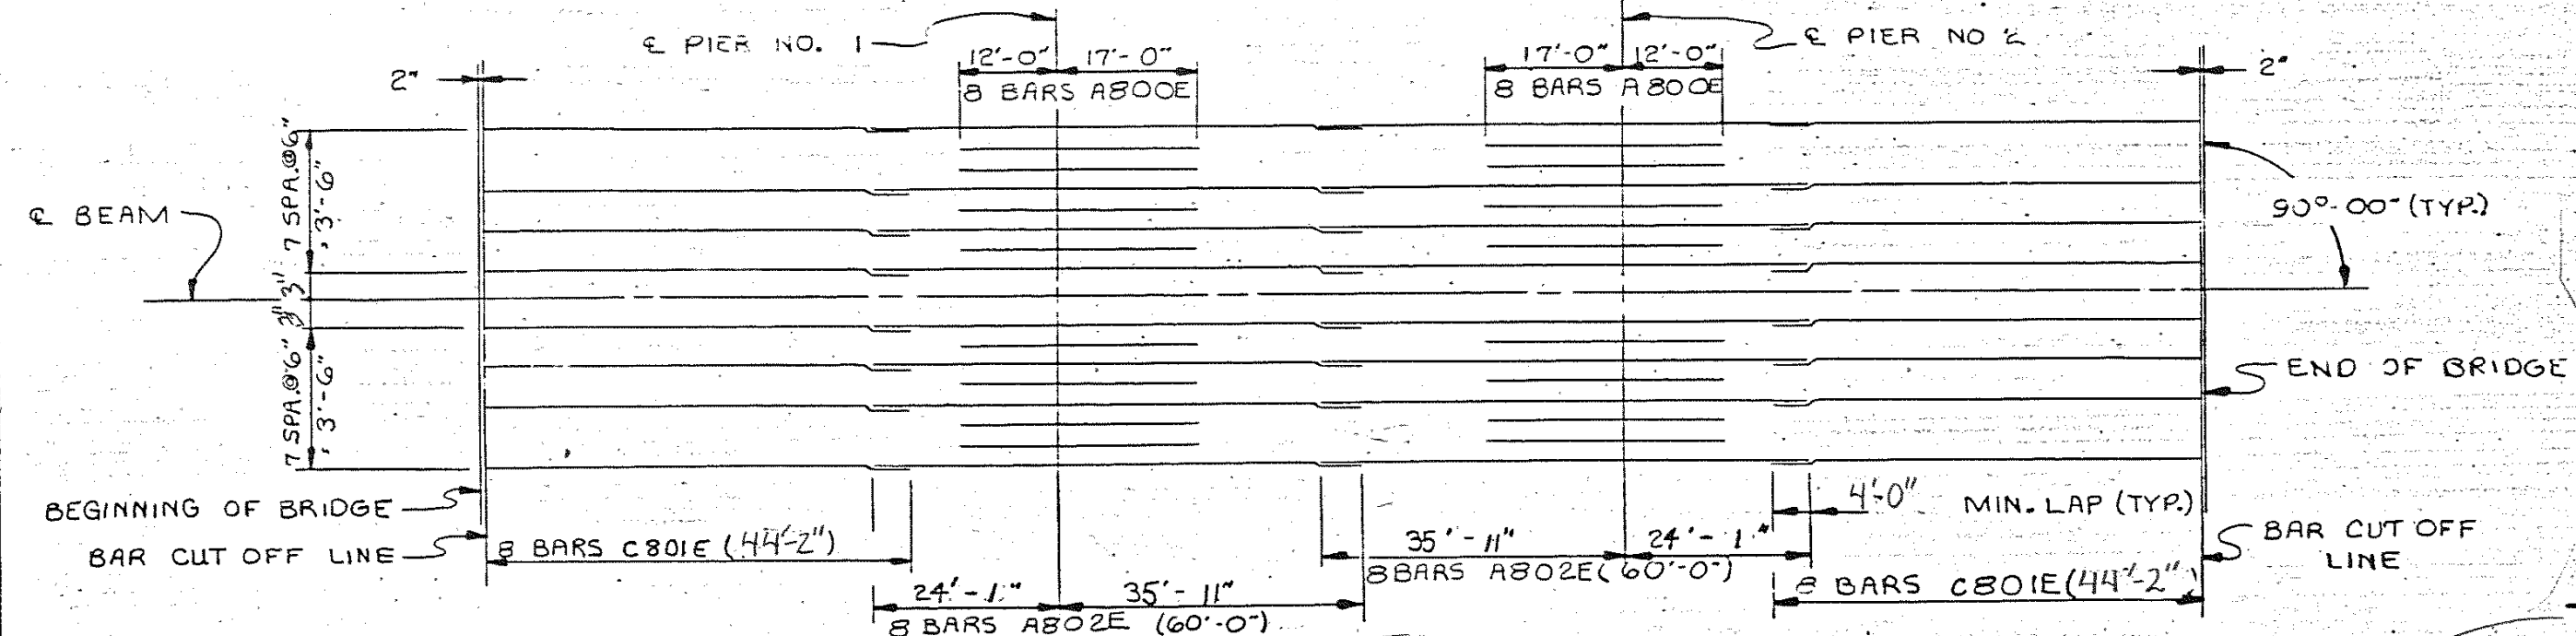 ℄ PIER NO. 1
℄ PIER NO 2
12'-0" 17'-0"
8 BARS A800E
17'-0" 12'-0"
8 BARS A800E
2"
2"
7 SPA.@6"
3'-6"
3" 3"
7 SPA.@6"
3'-6"
℄ BEAM
90°-00" (TYP.)
END OF BRIDGE
BEGINNING OF BRIDGE
BAR CUT OFF LINE
8 BARS C801E (44'-2")
24'-1" 35'-11"
8 BARS A802E (60'-0")
35'-11" 24'-1"
8 BARS A802E (60'-0")
4'-0" MIN. LAP (TYP.)
8 BARS C801E (44'-2")
BAR CUT OFF
LINE